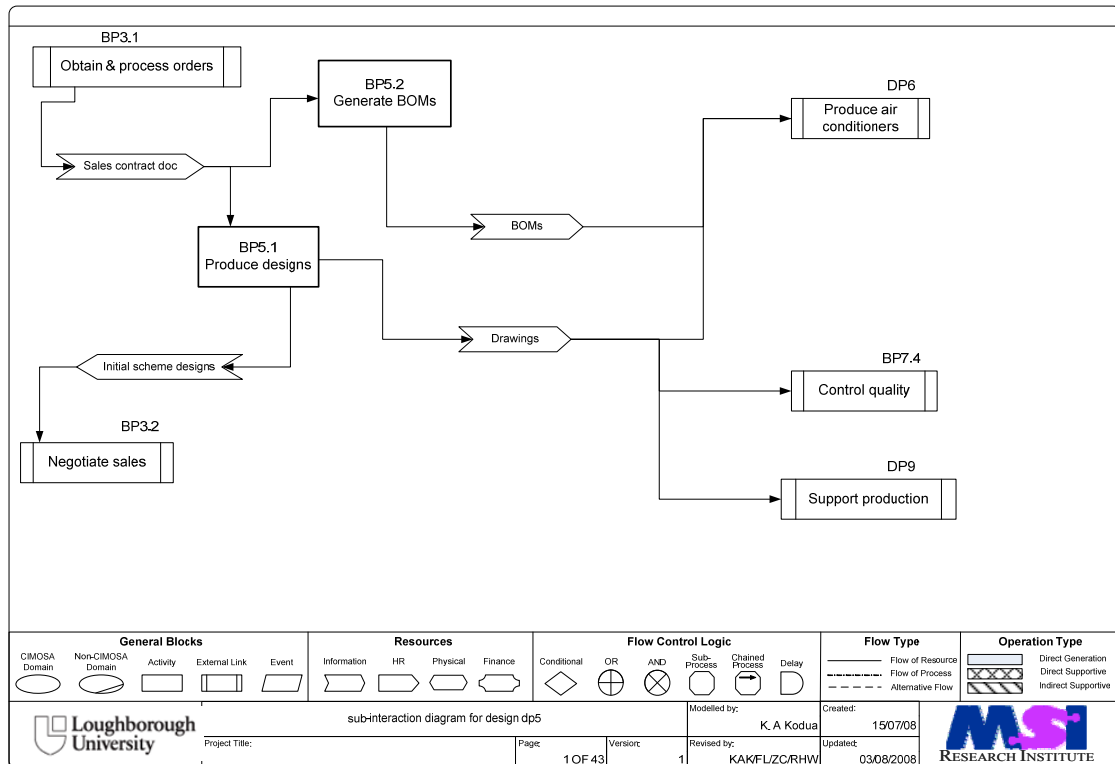 BP3.1
Obtain & process orders
BP5.2
Generate BOMs
DP6
Produce air
conditioners
Sales contract doc
BOMs
BP5.1
Produce designs
Drawings
Initial scheme designs
BP7.4
Control quality
BP3.2
Negotiate sales
DP9
Support production
General Blocks
CIMOSA
Domain
Non-CIMOSA
Domain
Activity
External Link
Event
Resources
Information
HR
Physical
Finance
Flow Control Logic
Conditional
OR
AND
Sub-
Process
Chained
Process
Delay
Flow Type
Flow of Resource
Flow of Process
Alternative Flow
Operation Type
Direct Generation
Direct Supportive
Indirect Supportive
Loughborough
University
sub-interaction diagram for design dp5
Modelled by:
K. A Kodua
Created:
15/07/08
Project Title:
Page:
1 OF 43
Version:
1
Revised by:
KAK/FL/ZC/RHW
Updated:
03/08/2008
MSI
RESEARCH INSTITUTE